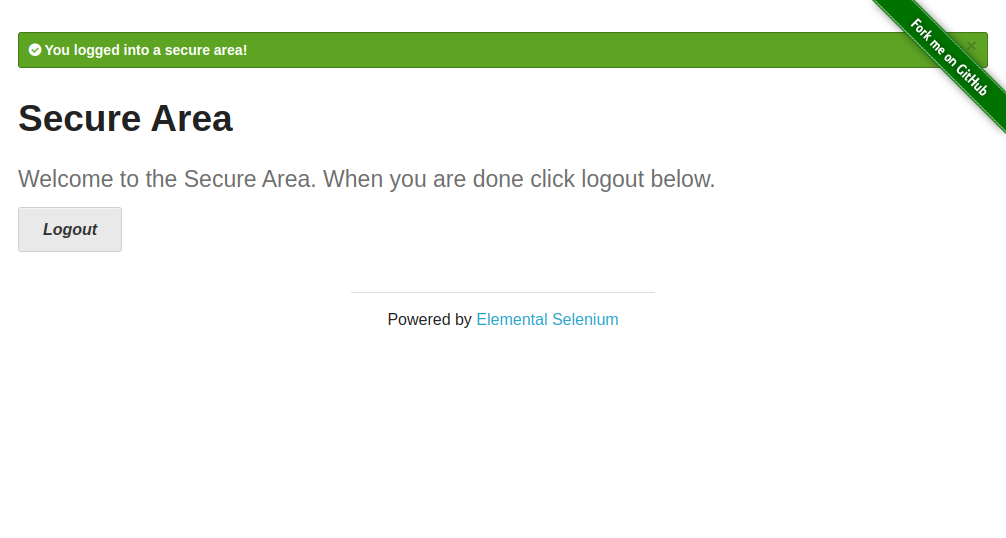 You logged into a secure area!
×
Fork me on GitHub
Secure Area
Welcome to the Secure Area. When you are done click logout below.
Logout
Powered by Elemental Selenium